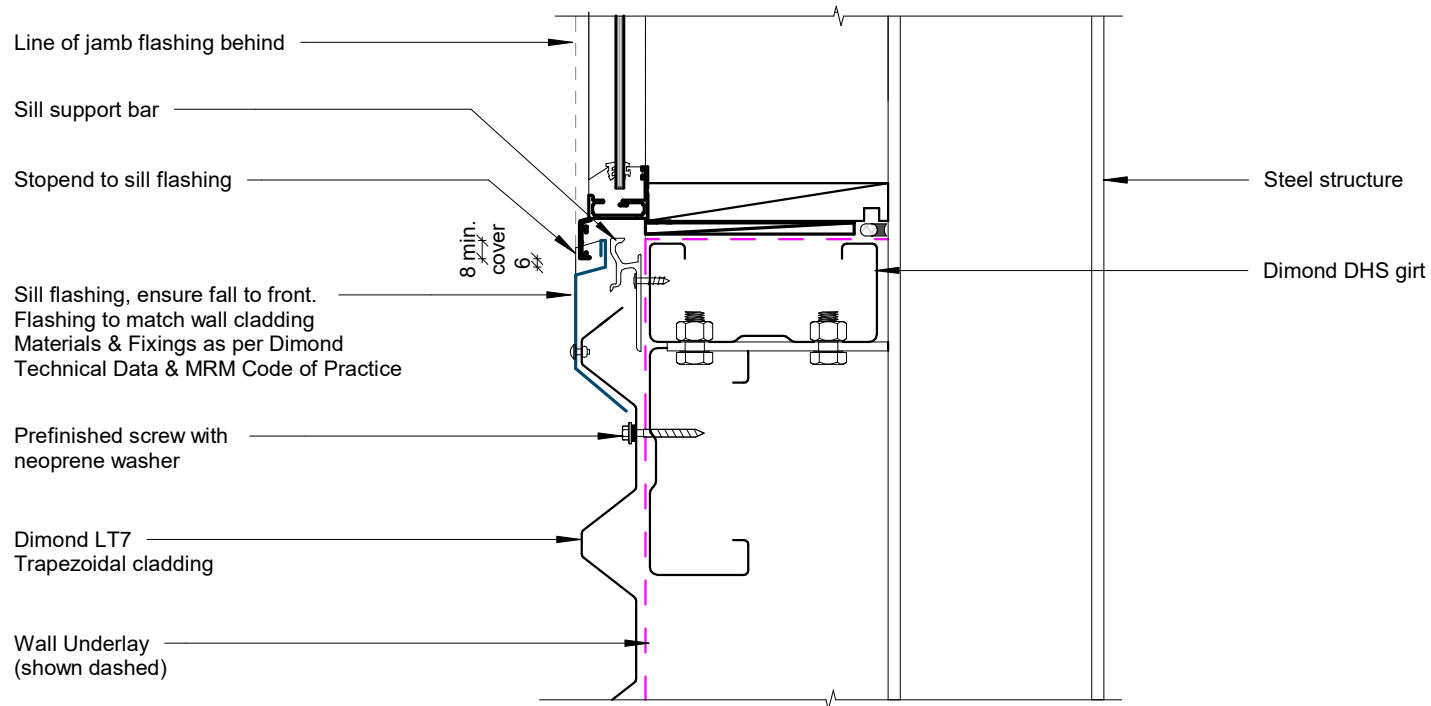 Line of jamb flashing behind
Sill support bar
Stopend to sill flashing
8 min.
cover
6
Sill flashing, ensure fall to front.
Flashing to match wall cladding
Materials & Fixings as per Dimond
Technical Data & MRM Code of Practice
Prefinished screw with
neoprene washer
Dimond LT7
Trapezoidal cladding
Wall Underlay
(shown dashed)
Steel structure
Dimond DHS girt